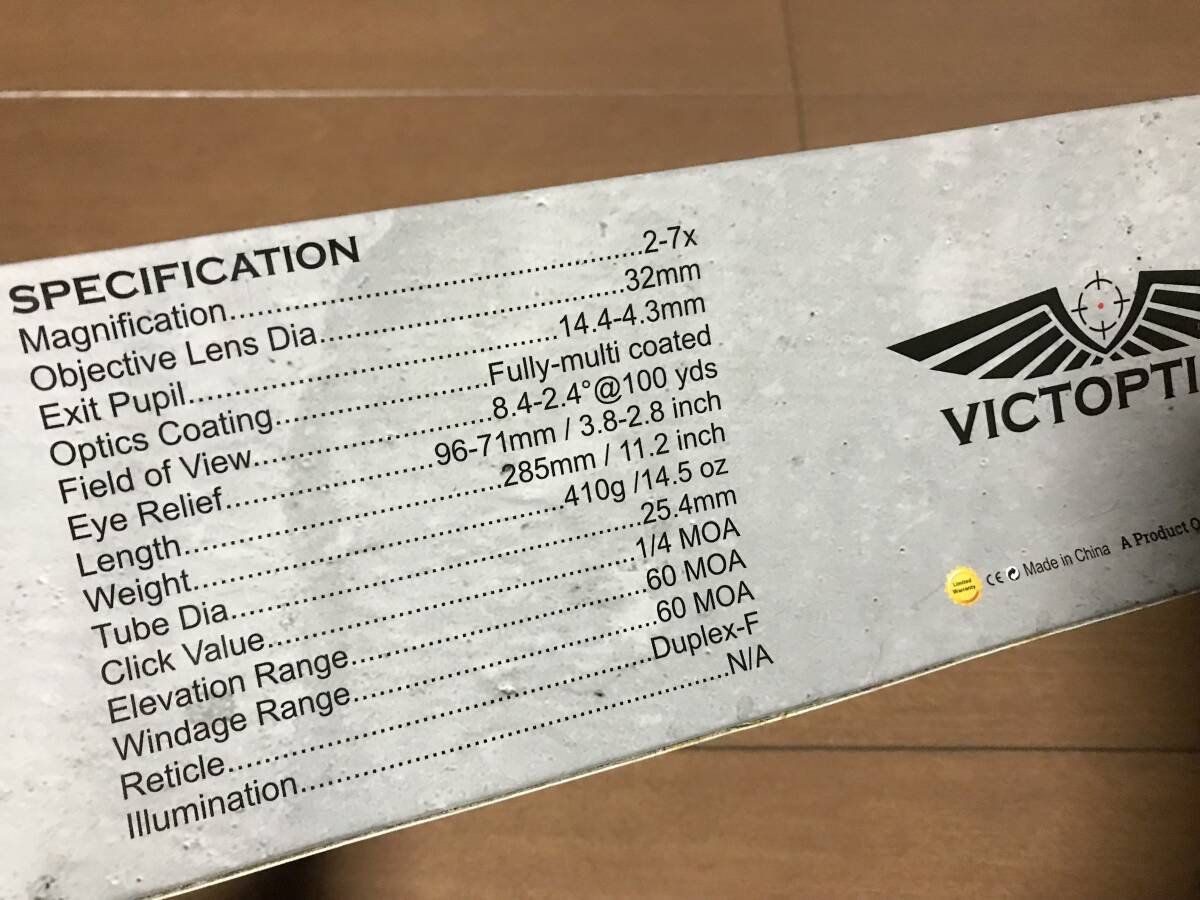 SPECIFICATION
Magnification........................................2-7x
Objective Lens Dia..............................32mm
Exit Pupil....................................14.4-4.3mm
Optics Coating.....................Fully-multi coated
Field of View.......................8.4-2.4°@100 yds
Eye Relief....................96-71mm / 3.8-2.8 inch
Length..............................285mm / 11.2 inch
Weight....................................410g /14.5 oz
Tube Dia.......................................25.4mm
Click Value...................................1/4 MOA
Elevation Range...........................60 MOA
Windage Range............................60 MOA
Reticle.......................................Duplex-F
Illumination.......................................N/A
VICTOPTI
Limited
Warranty
CE Made in China A Product